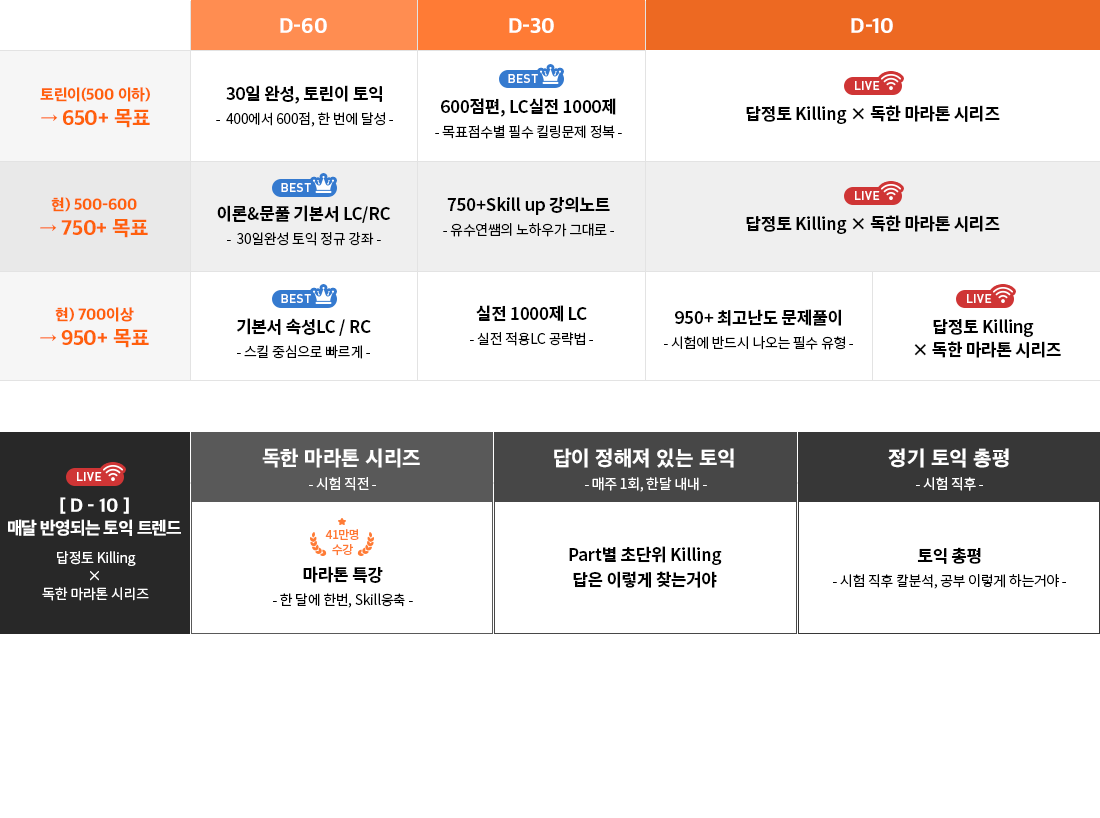 D-60
D-30
D-10
토린이(500 이하)
→ 650+ 목표
30일 완성, 토린이 토익
- 400에서 600점, 한 번에 달성 -
BEST
600점편, LC실전 1000제
- 목표점수별 필수 킬링문제 정복 -
LIVE
답정토 Killing × 독한 마라톤 시리즈
현) 500-600
→ 750+ 목표
BEST
이론&문풀 기본서 LC/RC
- 30일완성 토익 정규 강좌 -
750+Skill up 강의노트
- 유수연쌤의 노하우가 그대로 -
LIVE
답정토 Killing × 독한 마라톤 시리즈
현) 700이상
→ 950+ 목표
BEST
기본서 속성LC / RC
- 스킬 중심으로 빠르게 -
실전 1000제 LC
- 실전 적용LC 공략법 -
950+ 최고난도 문제풀이
- 시험에 반드시 나오는 필수 유형 -
LIVE
답정토 Killing
× 독한 마라톤 시리즈
LIVE
[ D - 10 ]
매달 반영되는 토익 트렌드
답정토 Killing
×
독한 마라톤 시리즈
독한 마라톤 시리즈
- 시험 직전 -
답이 정해져 있는 토익
- 매주 1회, 한달 내내 -
정기 토익 총평
- 시험 직후 -
41만명
수강
마라톤 특강
- 한 달에 한번, Skill응축 -
Part별 초단위 Killing
답은 이렇게 찾는거야
토익 총평
- 시험 직후 칼분석, 공부 이렇게 하는거야 -